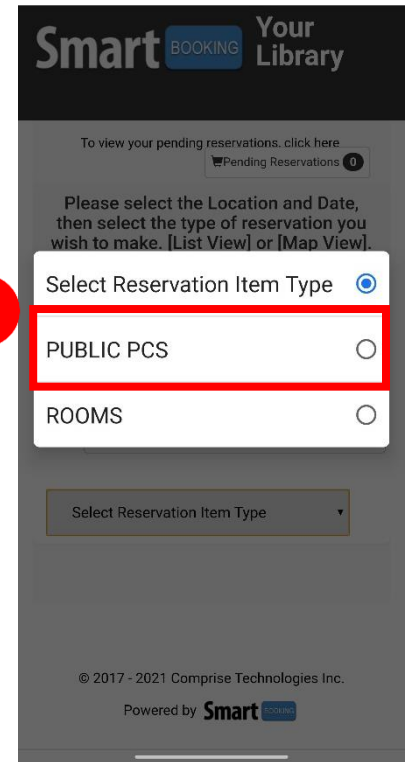 Smart BOOKING Your Library
To view your pending reservations, click here
Pending Reservations 0
Please select the Location and Date,
then select the type of reservation you
wish to make. [List View] or [Map View].
Select Reservation Item Type
PUBLIC PCS
ROOMS
Select Reservation Item Type
© 2017 - 2021 Comprise Technologies Inc.
Powered by Smart BOOKING